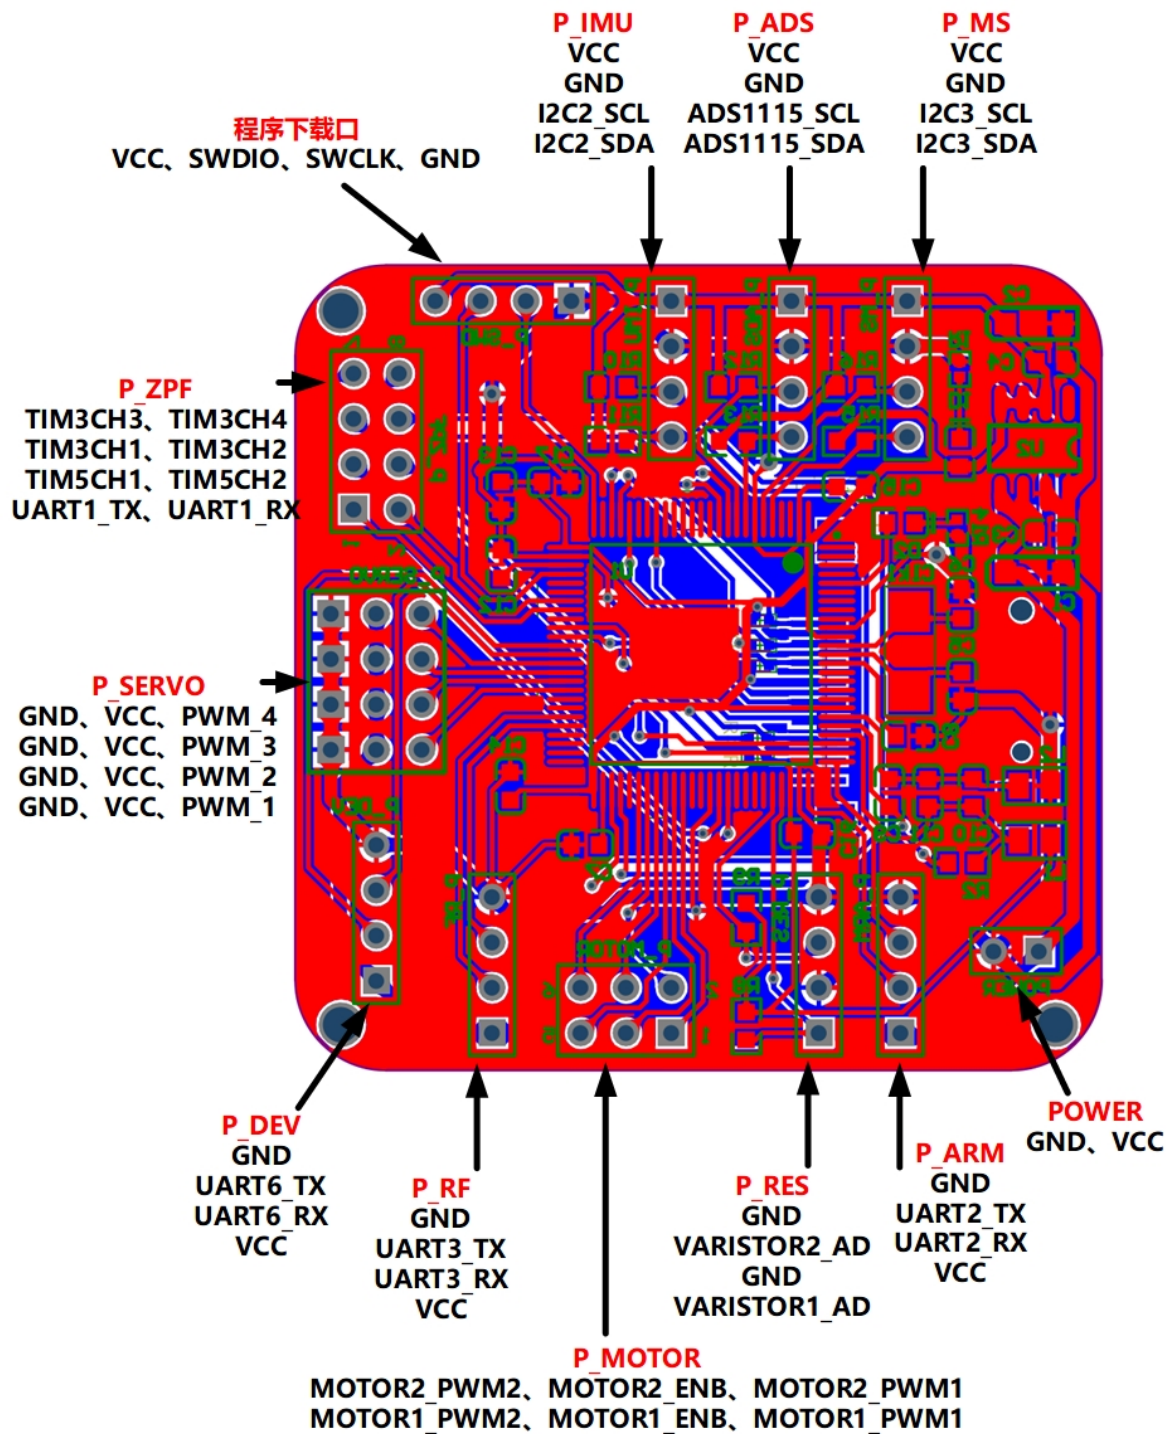 P_IMU
VCC
GND
I2C2_SCL
I2C2_SDA
P_ADS
VCC
GND
ADS1115_SCL
ADS1115_SDA
P_MS
VCC
GND
I2C3_SCL
I2C3_SDA
程序下载口
VCC、SWDIO、SWCLK、GND
P_ZPF
TIM3CH3、TIM3CH4
TIM3CH1、TIM3CH2
TIM5CH1、TIM5CH2
UART1_TX、UART1_RX
P_SERVO
GND、VCC、PWM_4
GND、VCC、PWM_3
GND、VCC、PWM_2
GND、VCC、PWM_1
P_DEV
GND
UART6_TX
UART6_RX
VCC
P_RF
GND
UART3_TX
UART3_RX
VCC
P_RES
GND
VARISTOR2_AD
GND
VARISTOR1_AD
P_ARM
GND
UART2_TX
UART2_RX
VCC
POWER
GND、VCC
P_MOTOR
MOTOR2_PWM2、MOTOR2_ENB、MOTOR2_PWM1
MOTOR1_PWM2、MOTOR1_ENB、MOTOR1_PWM1